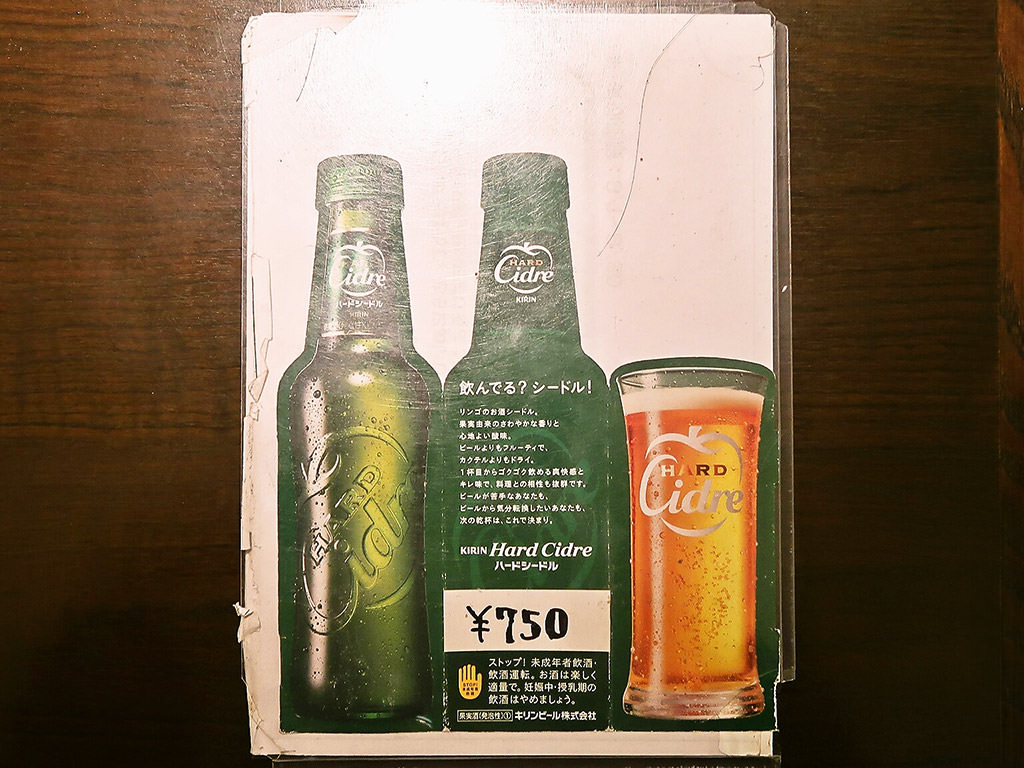 HARD
Cidre
ハードシードル
KIRIN
HARD
Cidre
KIRIN
飲んでる？シードル！
リンゴのお酒シードル。
果実由来のさわやかな香りと
心地よい酸味。
ビールよりもフルーティで、
カクテルよりもドライ。
1杯目からゴクゴク飲める爽快感と
キレ味で、料理との相性も抜群です。
ビールが苦手なあなたも、
ビールから気分転換したいあなたも、
次の乾杯は、これで決まり。
KIRIN Hard Cidre
ハードシードル
¥750
STOP!
ストップ！未成年者飲酒・
飲酒運転。お酒は楽しく
適量で。妊娠中・授乳期の
飲酒はやめましょう。
果実酒(発泡性)① キリンビール株式会社
HARD
Cidre
HARD
Cidre